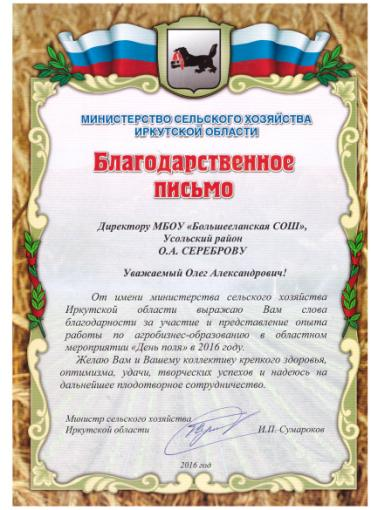 МИНИСТЕРСТВО СЕЛЬСКОГО ХОЗЯЙСТВА
ИРКУТСКОЙ ОБЛАСТИ
Благодарственное
письмо
Директору МБОУ «Большееланская СОШ»,
Усольский район
О.А. СЕРЕБРОВУ
Уважаемый Олег Александрович!
От имени министерства сельского хозяйства
Иркутской области выражаю Вам слова
благодарности за участие и представление опыта
работы по агробизнес-образованию в областном
мероприятии «День поля» в 2016 году.
Желаю Вам и Вашему коллективу крепкого здоровья,
оптимизма, удачи, творческих успехов и надеюсь на
дальнейшее плодотворное сотрудничество.
Министр сельского хозяйства
Иркутской области И.П. Сумароков
2016 год